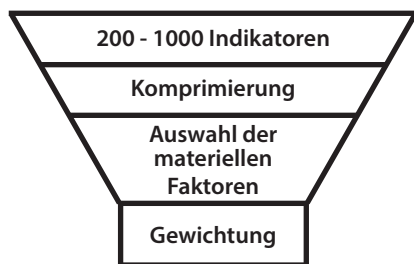 200 - 1000 Indikatoren
Komprimierung
Auswahl der
materiellen
Faktoren
Gewichtung